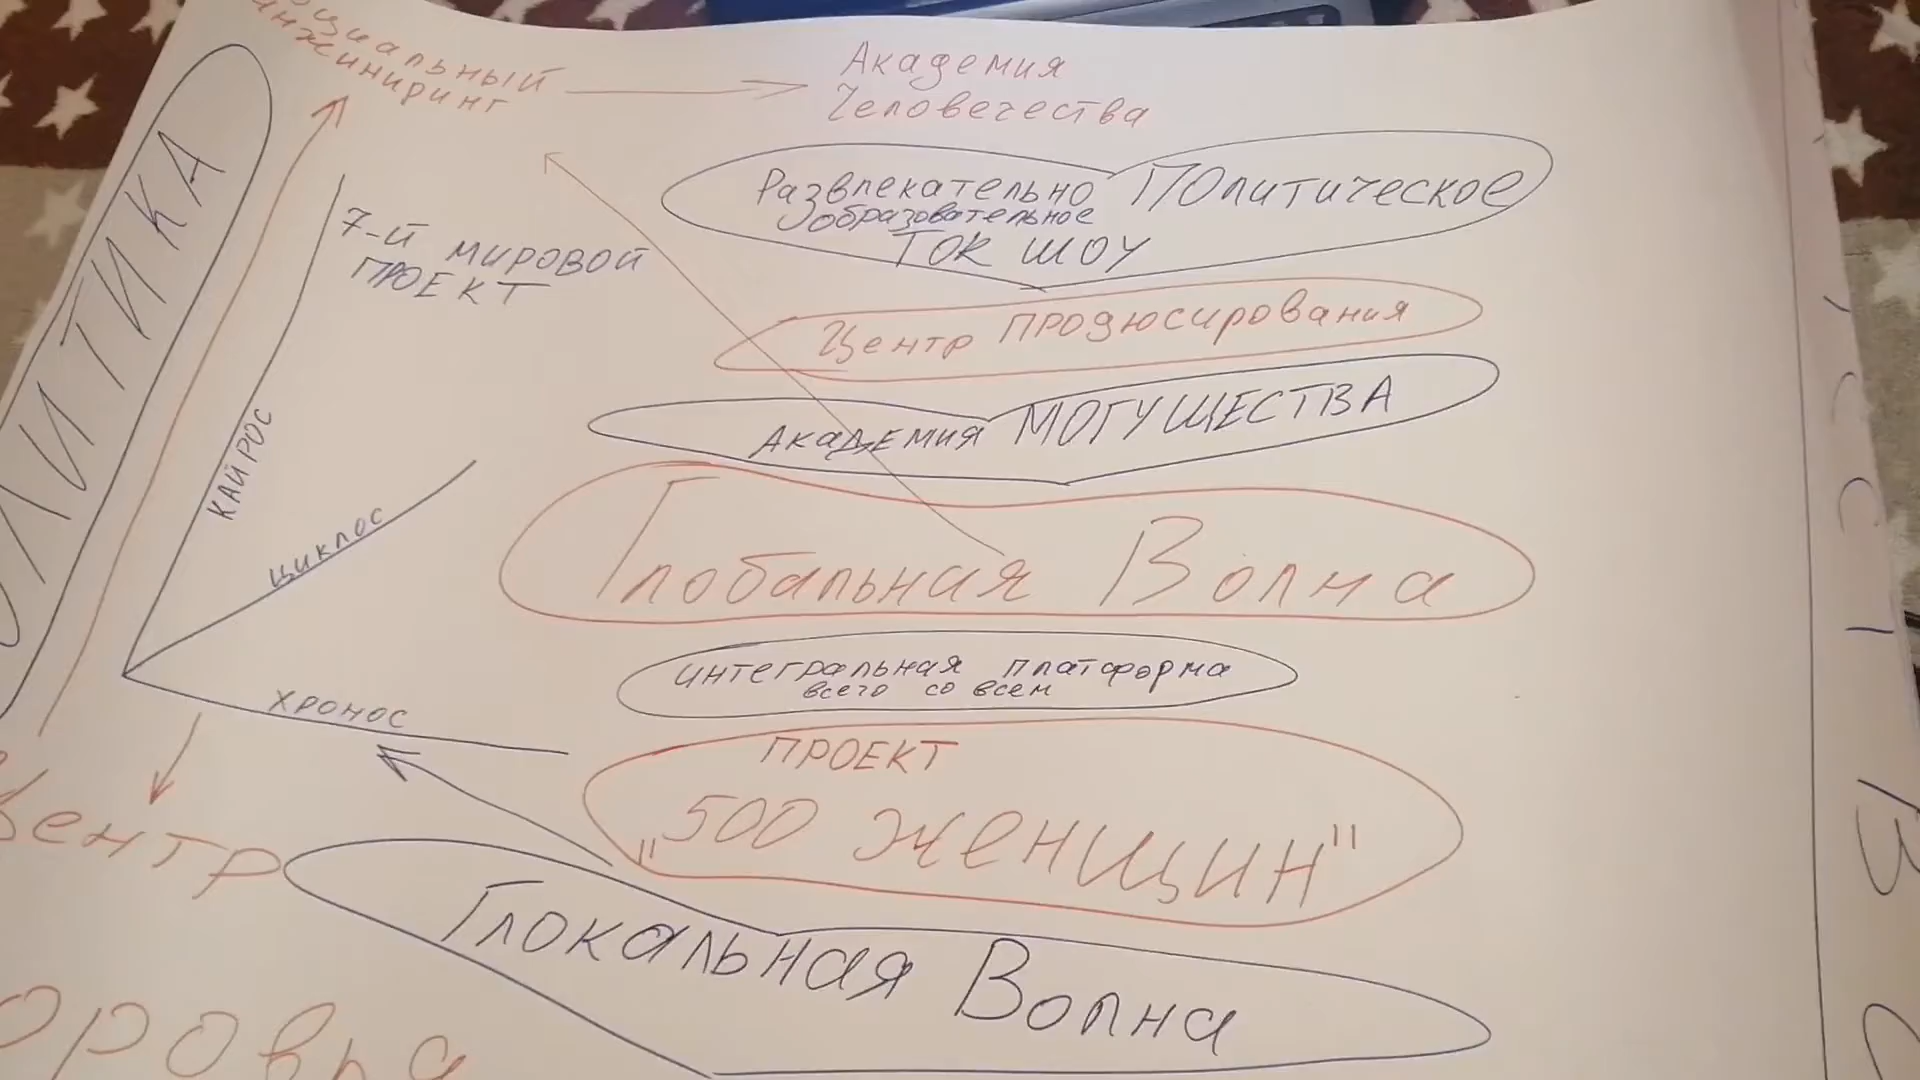 социальный
инжиниринг
Академия
Человечества
Развлекательно ПОлитическое
образовательное
ТОК ШОУ
7-й мировой
ПРОЕКТ
Центр продюсирования
Академия МОГУЩЕСТВА
КАЙРОС
циклос
хронос
Глобальная Волна
интегральная платформа
всего со всем
ПРОЕКТ
„500 женщин"
Глокальная Волна
ЛИТИКА
Центр